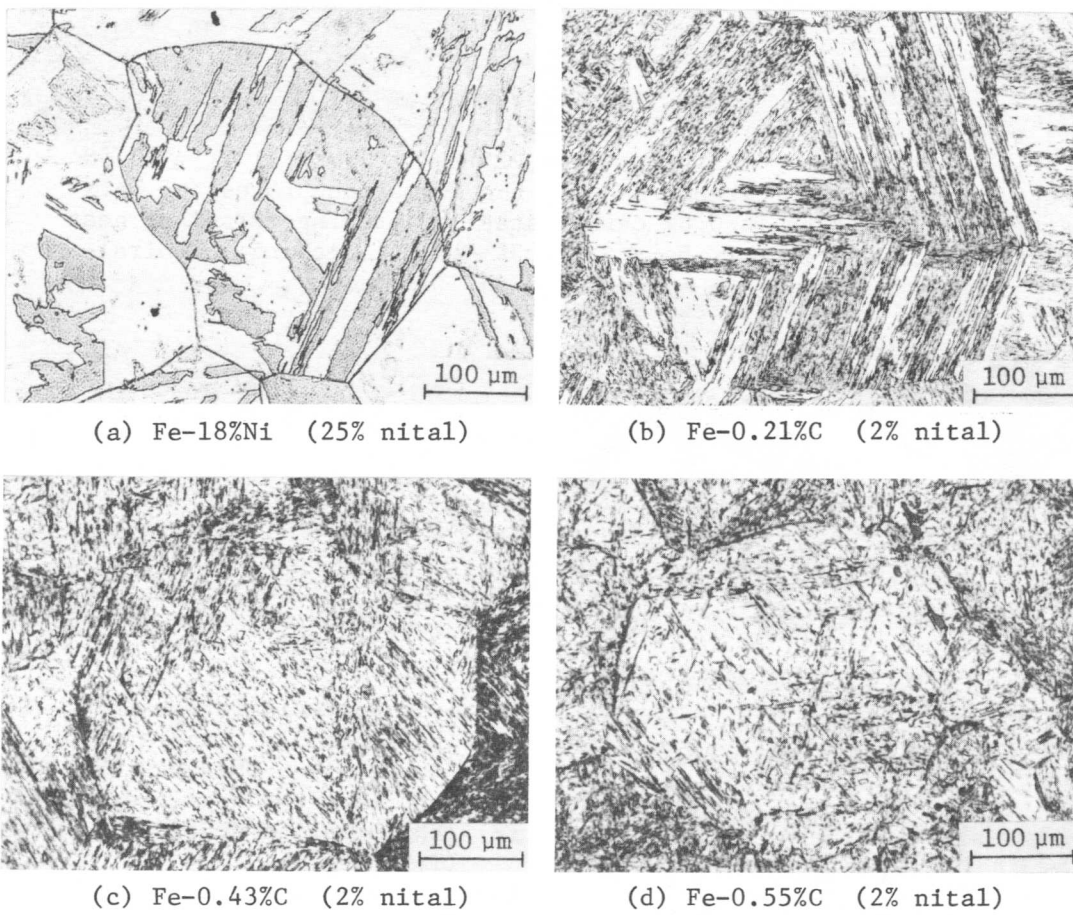 100 μm
100 μm
(a) Fe-18%Ni (25% nital)
(b) Fe-0.21%C (2% nital)
100 μm
100 μm
(c) Fe-0.43%C (2% nital)
(d) Fe-0.55%C (2% nital)